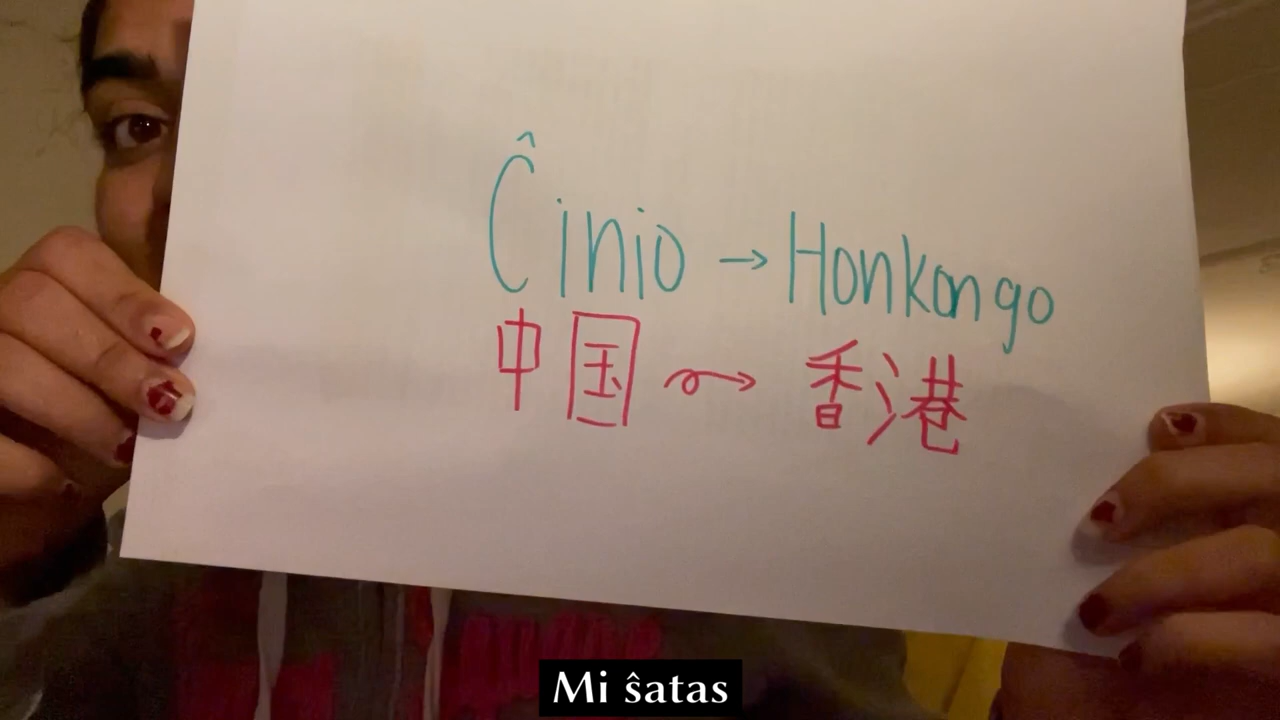 Ĉinio → Honkongo
中国 → 香港
Mi ŝatas